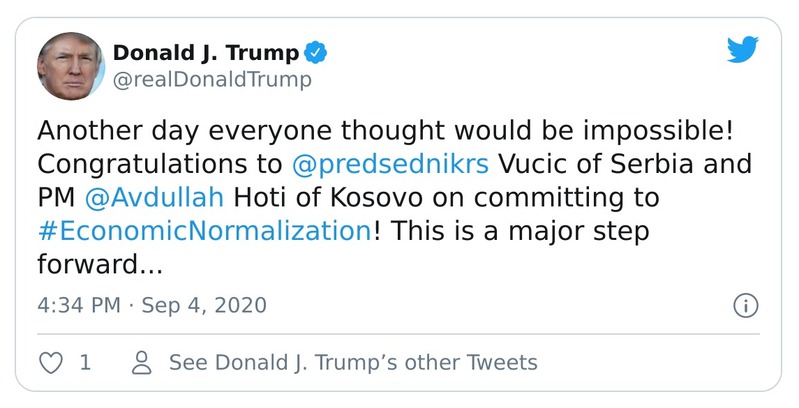 Donald J. Trump
@realDonaldTrump
Another day everyone thought would be impossible!
Congratulations to @predsednikrs Vucic of Serbia and
PM @Avdullah Hoti of Kosovo on committing to
#EconomicNormalization! This is a major step
forward...
4:34 PM · Sep 4, 2020
1 See Donald J. Trump’s other Tweets